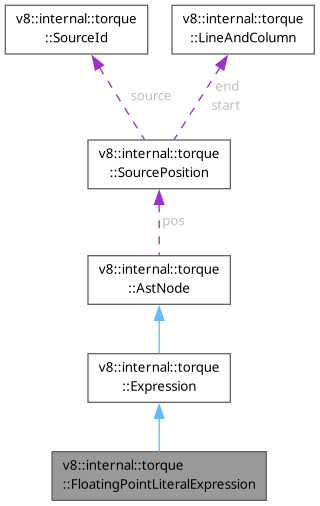 v8::internal::torque
::SourceId
v8::internal::torque
::LineAndColumn
source
end
start
v8::internal::torque
::SourcePosition
pos
v8::internal::torque
::AstNode
v8::internal::torque
::Expression
v8::internal::torque
::FloatingPointLiteralExpression